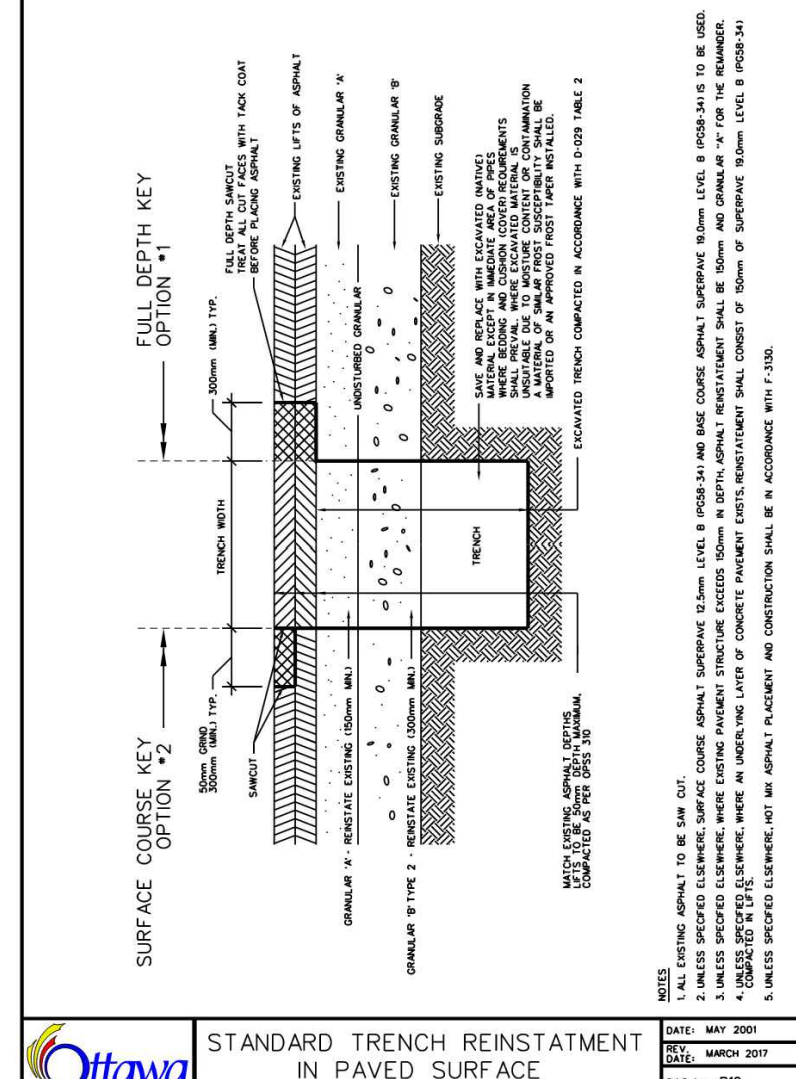 SURFACE COURSE KEY
OPTION #2
FULL DEPTH KEY
OPTION #1
50mm GRIND
300mm (MIN.) TYP.
TRENCH WIDTH
300mm (MIN.) TYP.
FULL DEPTH SAWCUT
TREAT ALL CUT FACES WITH TACK COAT
BEFORE PLACING ASPHALT
SAWCUT
EXISTING LIFTS OF ASPHALT
GRANULAR 'A' - REINSTATE EXISTING (150mm MIN.)
UNDISTURBED GRANULAR
EXISTING GRANULAR 'A'
GRANULAR 'B' TYPE 2 - REINSTATE EXISTING (300mm MIN.)
EXISTING GRANULAR 'B'
EXISTING SUBGRADE
TRENCH
SAVE AND REPLACE WITH EXCAVATED (NATIVE)
MATERIAL EXCEPT IN IMMEDIATE AREA OF PIPES
WHERE BEDDING AND CUSHION (COVER) REQUIREMENTS
SHALL PREVAIL. WHERE EXCAVATED MATERIAL IS
UNSUITABLE DUE TO MOISTURE CONTENT OR CONTAMINATION
A MATERIAL OF SIMILAR FROST SUSCEPTIBILITY SHALL BE
IMPORTED OR AN APPROVED FROST TAPER INSTALLED.
MATCH EXISTING ASPHALT DEPTHS
LIFTS TO BE 50mm DEPTH MAXIMUM,
COMPACTED AS PER OPSS 310
EXCAVATED TRENCH COMPACTED IN ACCORDANCE WITH D-029 TABLE 2
NOTES
1. ALL EXISTING ASPHALT TO BE SAW CUT.
2. UNLESS SPECIFIED ELSEWHERE, SURFACE COURSE ASPHALT SUPERPAVE 12.5mm LEVEL B (PG58-34) AND BASE COURSE ASPHALT SUPERPAVE 19.0mm LEVEL B (PG58-34) IS TO BE USED.
3. UNLESS SPECIFIED ELSEWHERE, WHERE EXISTING PAVEMENT STRUCTURE EXCEEDS 150mm IN DEPTH, ASPHALT REINSTATEMENT SHALL BE 150mm AND GRANULAR "A" FOR THE REMAINDER.
4. UNLESS SPECIFIED ELSEWHERE, WHERE AN UNDERLYING LAYER OF CONCRETE PAVEMENT EXISTS, REINSTATEMENT SHALL CONSIST OF 150mm OF SUPERPAVE 19.0mm LEVEL B (PG58-34)
COMPACTED IN LIFTS.
5. UNLESS SPECIFIED ELSEWHERE, HOT MIX ASPHALT PLACEMENT AND CONSTRUCTION SHALL BE IN ACCORDANCE WITH F-3130.
Ottawa
STANDARD TRENCH REINSTATMENT
IN PAVED SURFACE
DATE: MAY 2001
REV. DATE: MARCH 2017